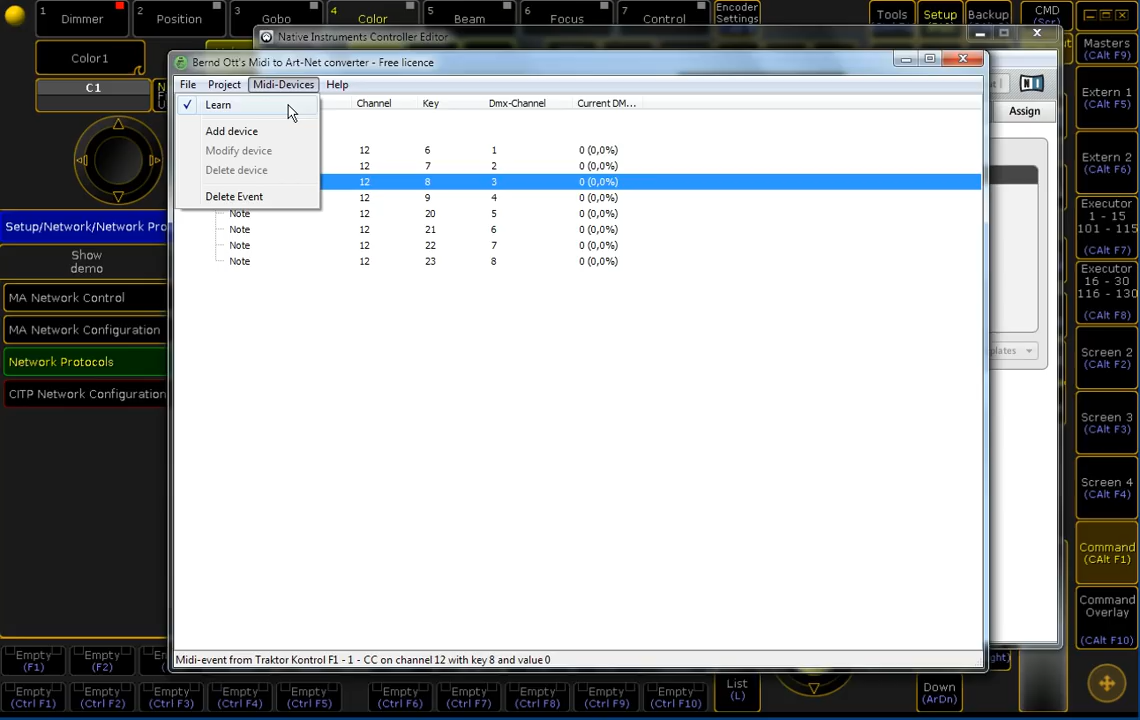 1 Dimmer
2 Position
3 Gobo
4 Color
5 Beam
6 Focus
7 Control
Encoder
Settings
Tools
Setup
Backup
CMD
(Scr)
Color1
C1
Native Instruments Controller Editor
Bernd Ott's Midi to Art-Net converter - Free licence
File Project Midi-Devices Help
Learn
Add device
Modify device
Delete device
Delete Event
Channel Key Dmx-Channel Current DM...
12 6 1 0 (0,0%)
12 7 2 0 (0,0%)
12 8 3 0 (0,0%)
12 9 4 0 (0,0%)
Note 12 20 5 0 (0,0%)
Note 12 21 6 0 (0,0%)
Note 12 22 7 0 (0,0%)
Note 12 23 8 0 (0,0%)
Midi-event from Traktor Kontrol F1 - 1 - CC on channel 12 with key 8 and value 0
Setup/Network/Network Pro
Show
demo
MA Network Control
MA Network Configuration
Network Protocols
CITP Network Configuration
Assign
plates
Masters
(CAlt F9)
Extern 1
(CAlt F5)
Extern 2
(CAlt F6)
Executor
1 - 15
101 - 115
(CAlt F7)
Executor
16 - 30
116 - 130
(CAlt F8)
Screen 2
(CAlt F2)
Screen 3
(CAlt F3)
Screen 4
(CAlt F4)
Command
(CAlt F1)
Command
Overlay
(CAlt F10)
Empty
(F1)
Empty
(F2)
Empty
(Ctrl F1)
Empty
(Ctrl F2)
Empty
(Ctrl F3)
Empty
(Ctrl F4)
Empty
(Ctrl F5)
Empty
(Ctrl F6)
Empty
(Ctrl F7)
Empty
(Ctrl F8)
Empty
(Ctrl F9)
Empty
(Ctrl F10)
List
(L)
Down
(ArDn)
ght)